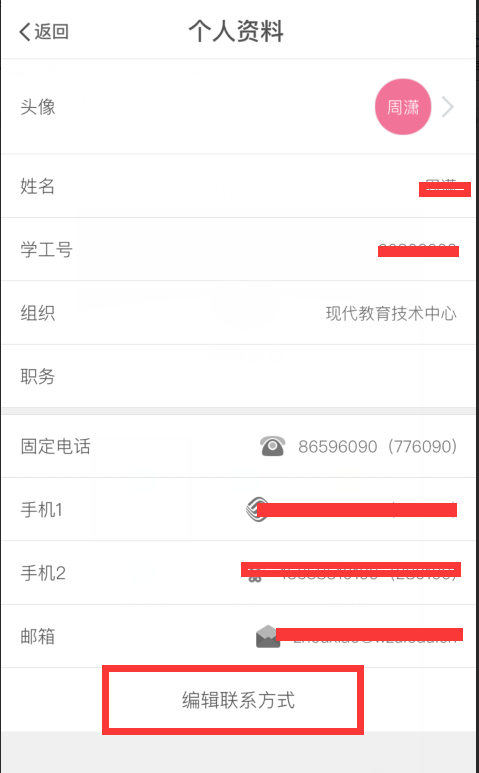 返回
个人资料
头像
周潇
姓名
学工号
组织
现代教育技术中心
职务
固定电话
86596090 (776090)
手机1
手机2
邮箱
编辑联系方式